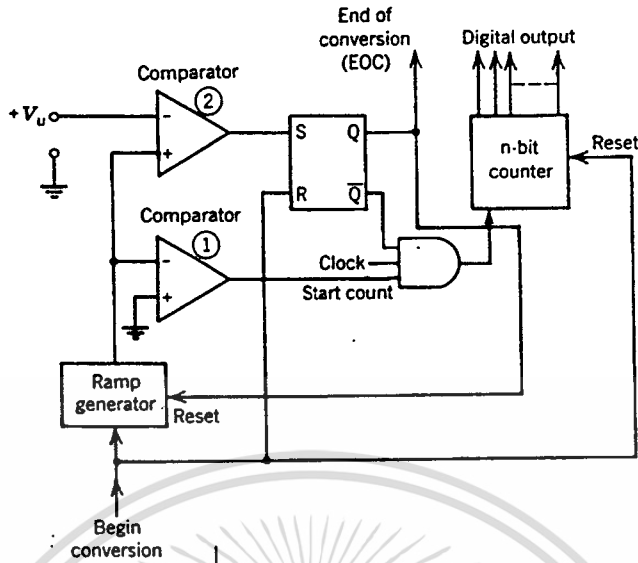 End of
conversion
(EOC)
Digital output
Comparator
2
+Vu
-
+
S
Q
R
Q̅
n-bit
counter
Reset
Comparator
1
-
+
Clock
Start count
Ramp
generator
Reset
Begin
conversion